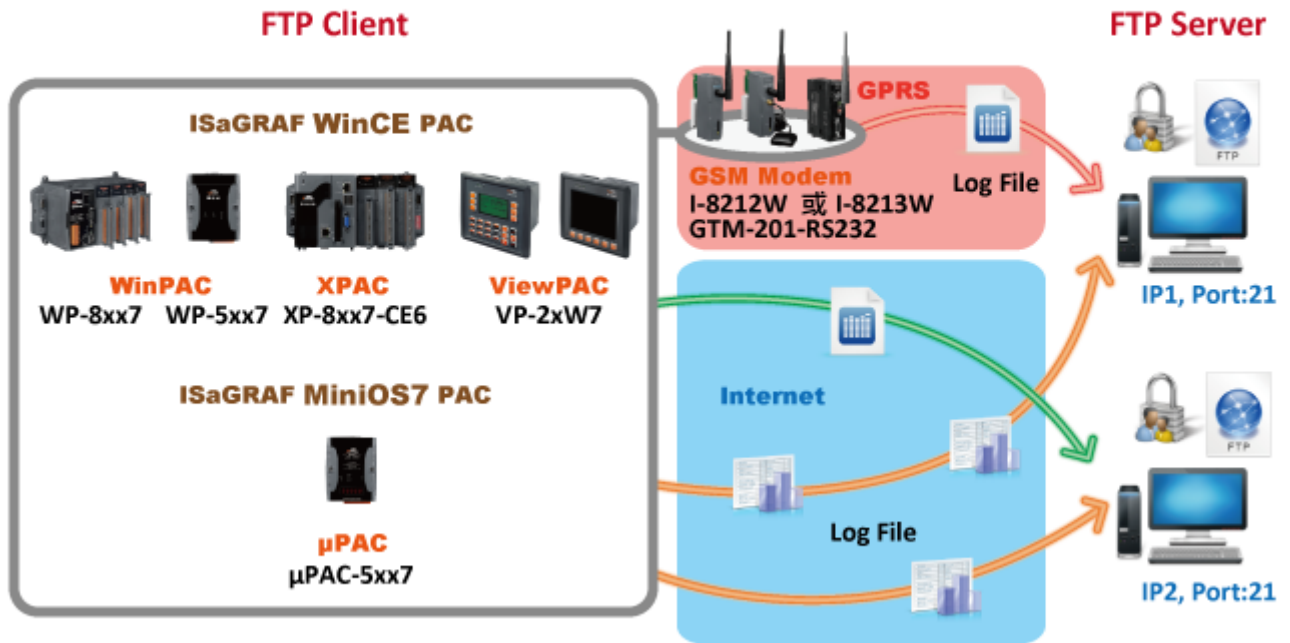 FTP Client
FTP Server
ISaGRAF WinCE PAC
WinPAC
XPAC
ViewPAC
WP-8xx7
WP-5xx7
XP-8xx7-CE6
VP-2xW7
ISaGRAF MiniOS7 PAC
µPAC
µPAC-5xx7
GPRS
GSM Modem
I-8212W 或 I-8213W
GTM-201-RS232
Log File
Internet
Log File
FTP
IP1, Port:21
FTP
IP2, Port:21